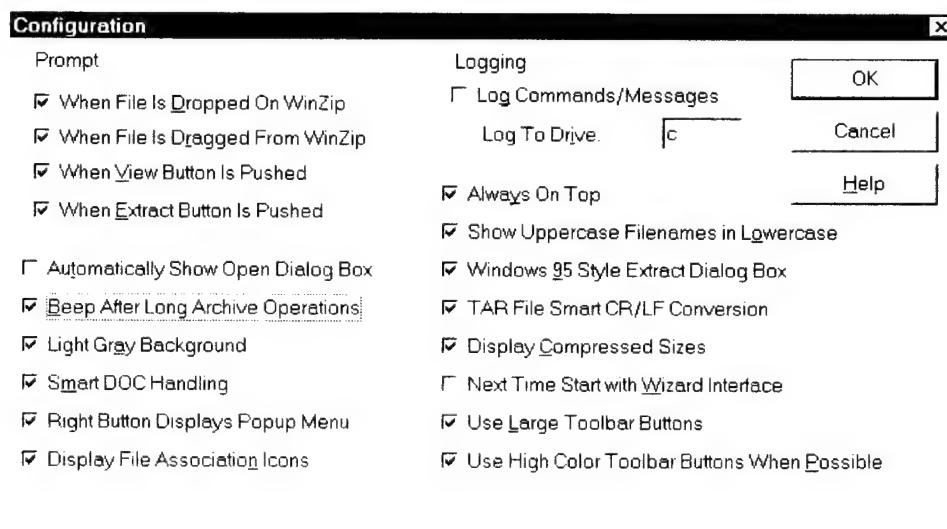 Configuration
Prompt
When File Is Dropped On WinZip
When File Is Dragged From WinZip
When View Button Is Pushed
When Extract Button Is Pushed
Automatically Show Open Dialog Box
Beep After Long Archive Operations
Light Gray Background
Smart DOC Handling
Right Button Displays Popup Menu
Display File Association Icons
Logging
Log Commands/Messages
Log To Drive. c
Always On Top
Show Uppercase Filenames in Lowercase
Windows 95 Style Extract Dialog Box
TAR File Smart CR/LF Conversion
Display Compressed Sizes
Next Time Start with Wizard Interface
Use Large Toolbar Buttons
Use High Color Toolbar Buttons When Possible
OK
Cancel
Help